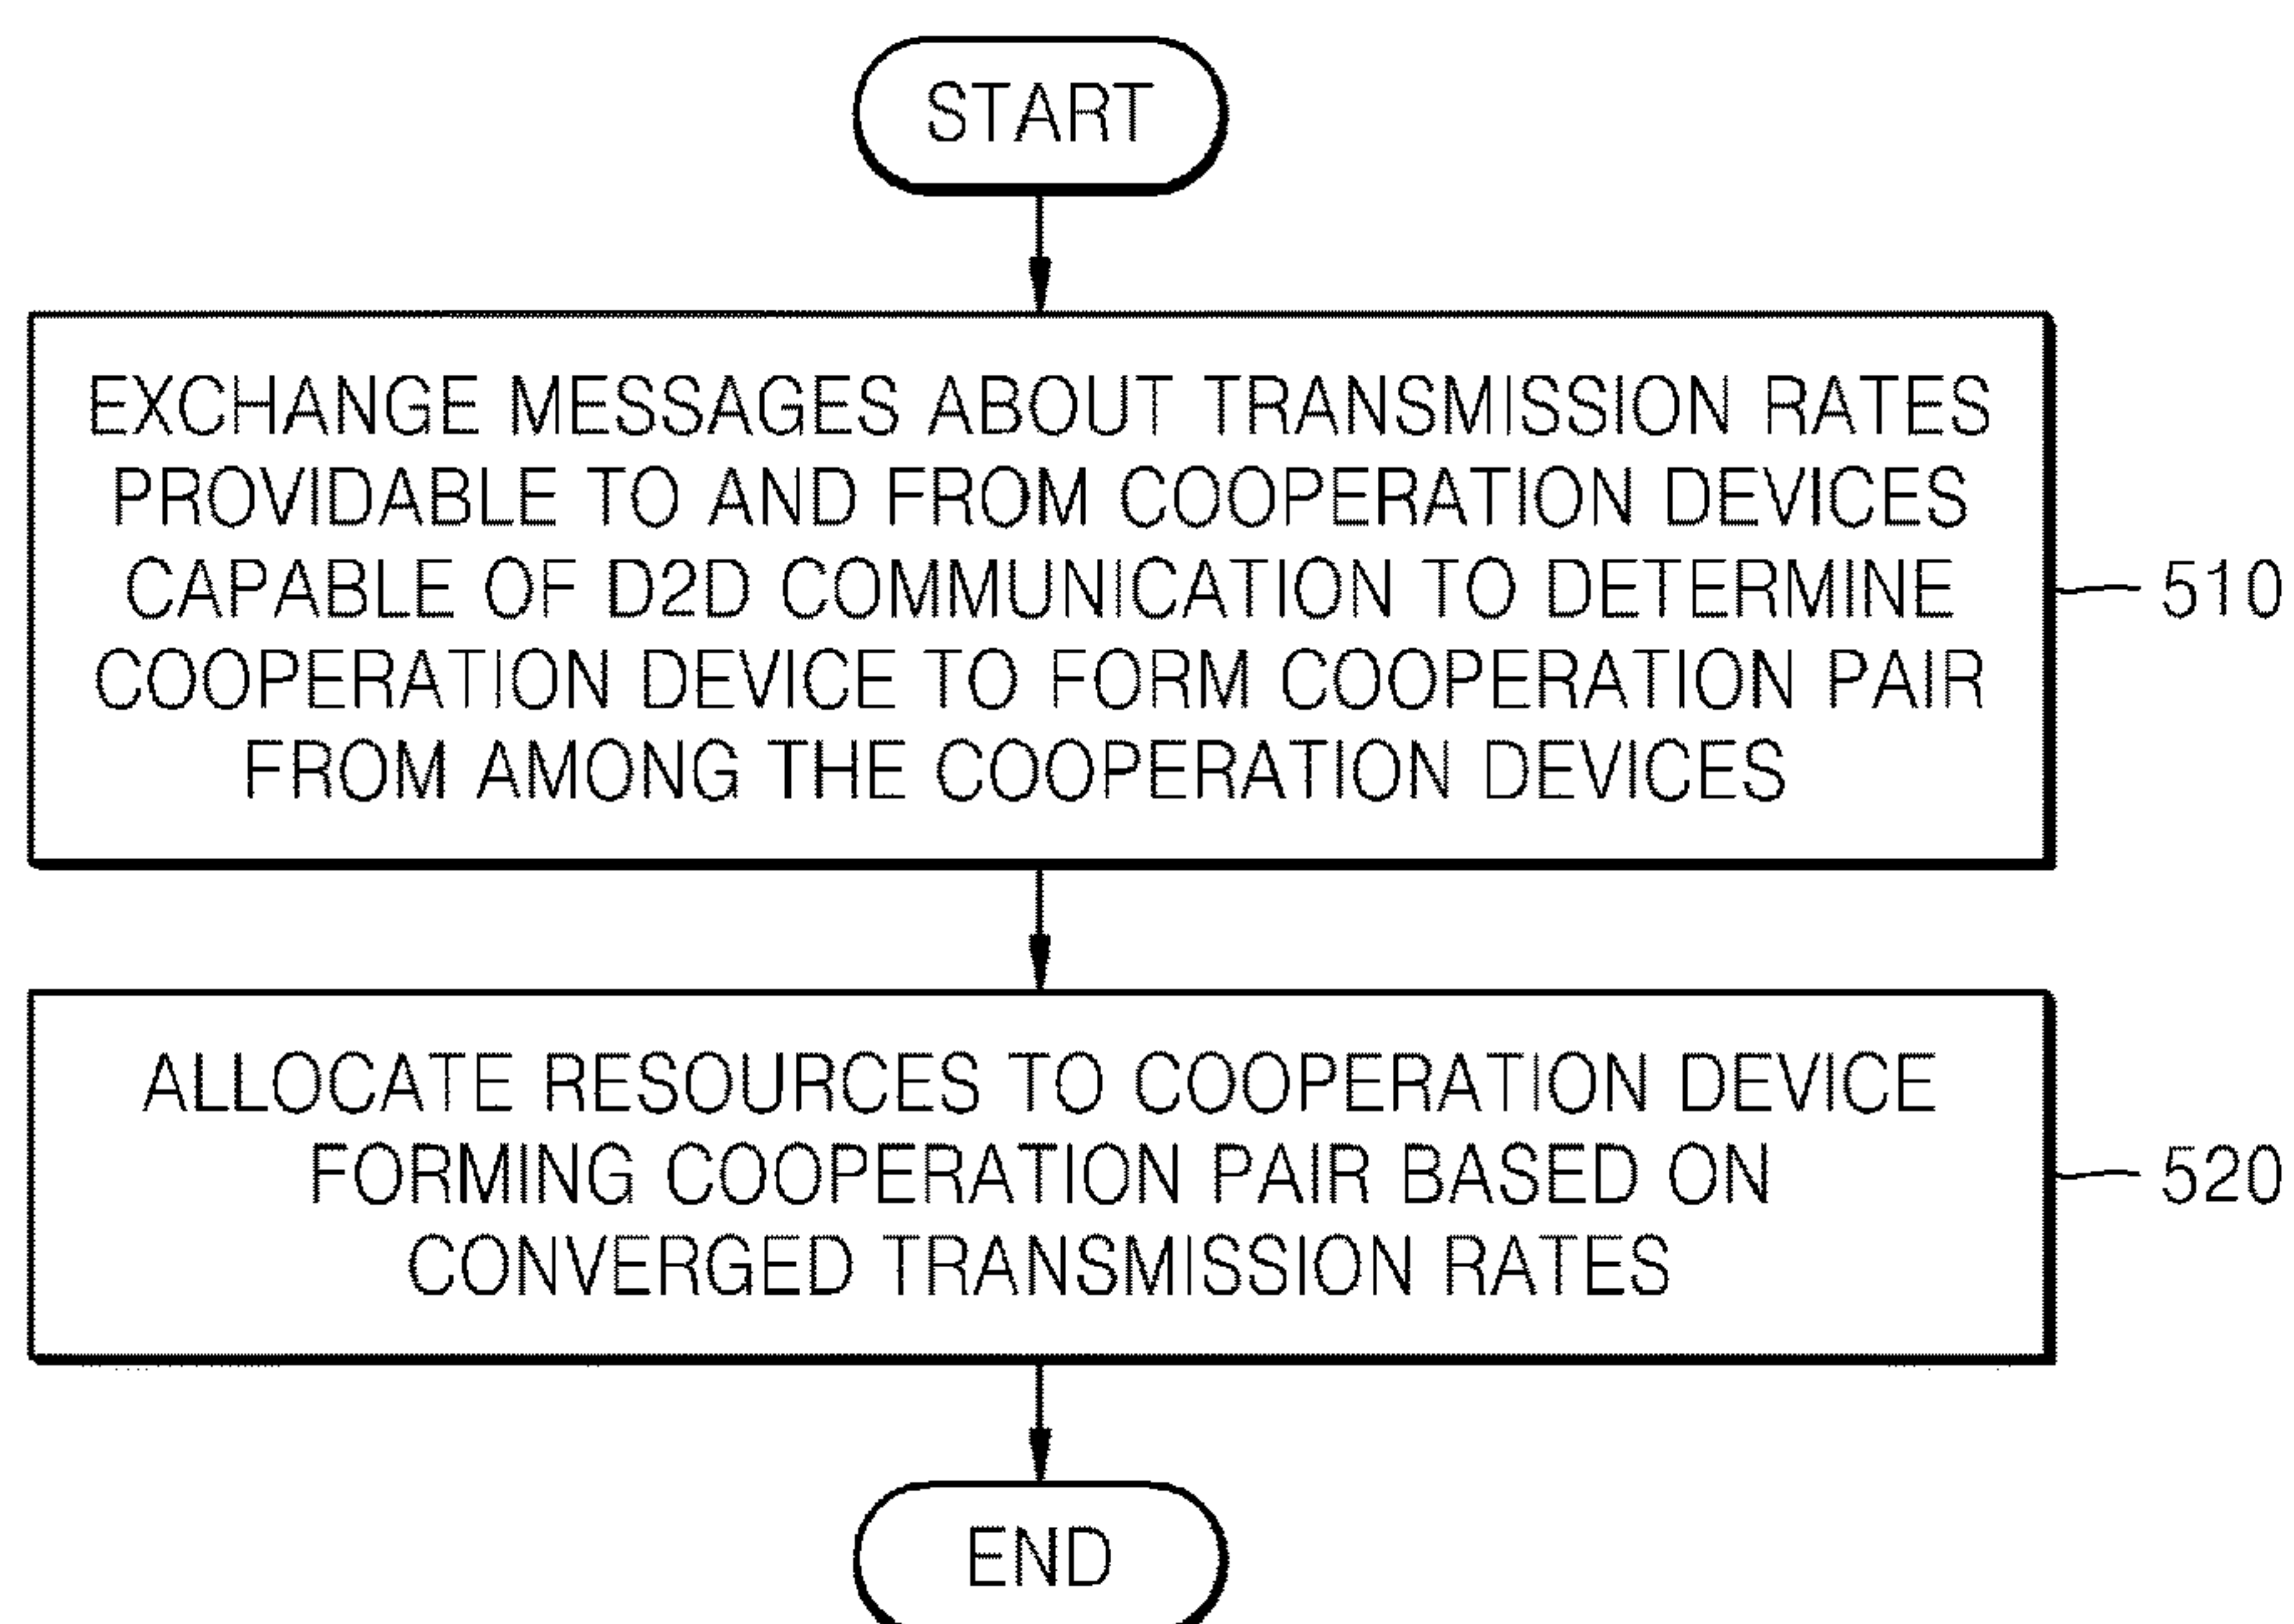 START
EXCHANGE MESSAGES ABOUT TRANSMISSION RATES
PROVIDABLE TO AND FROM COOPERATION DEVICES
CAPABLE OF D2D COMMUNICATION TO DETERMINE
COOPERATION DEVICE TO FORM COOPERATION PAIR
FROM AMONG THE COOPERATION DEVICES
510
ALLOCATE RESOURCES TO COOPERATION DEVICE
FORMING COOPERATION PAIR BASED ON
CONVERGED TRANSMISSION RATES
520
END